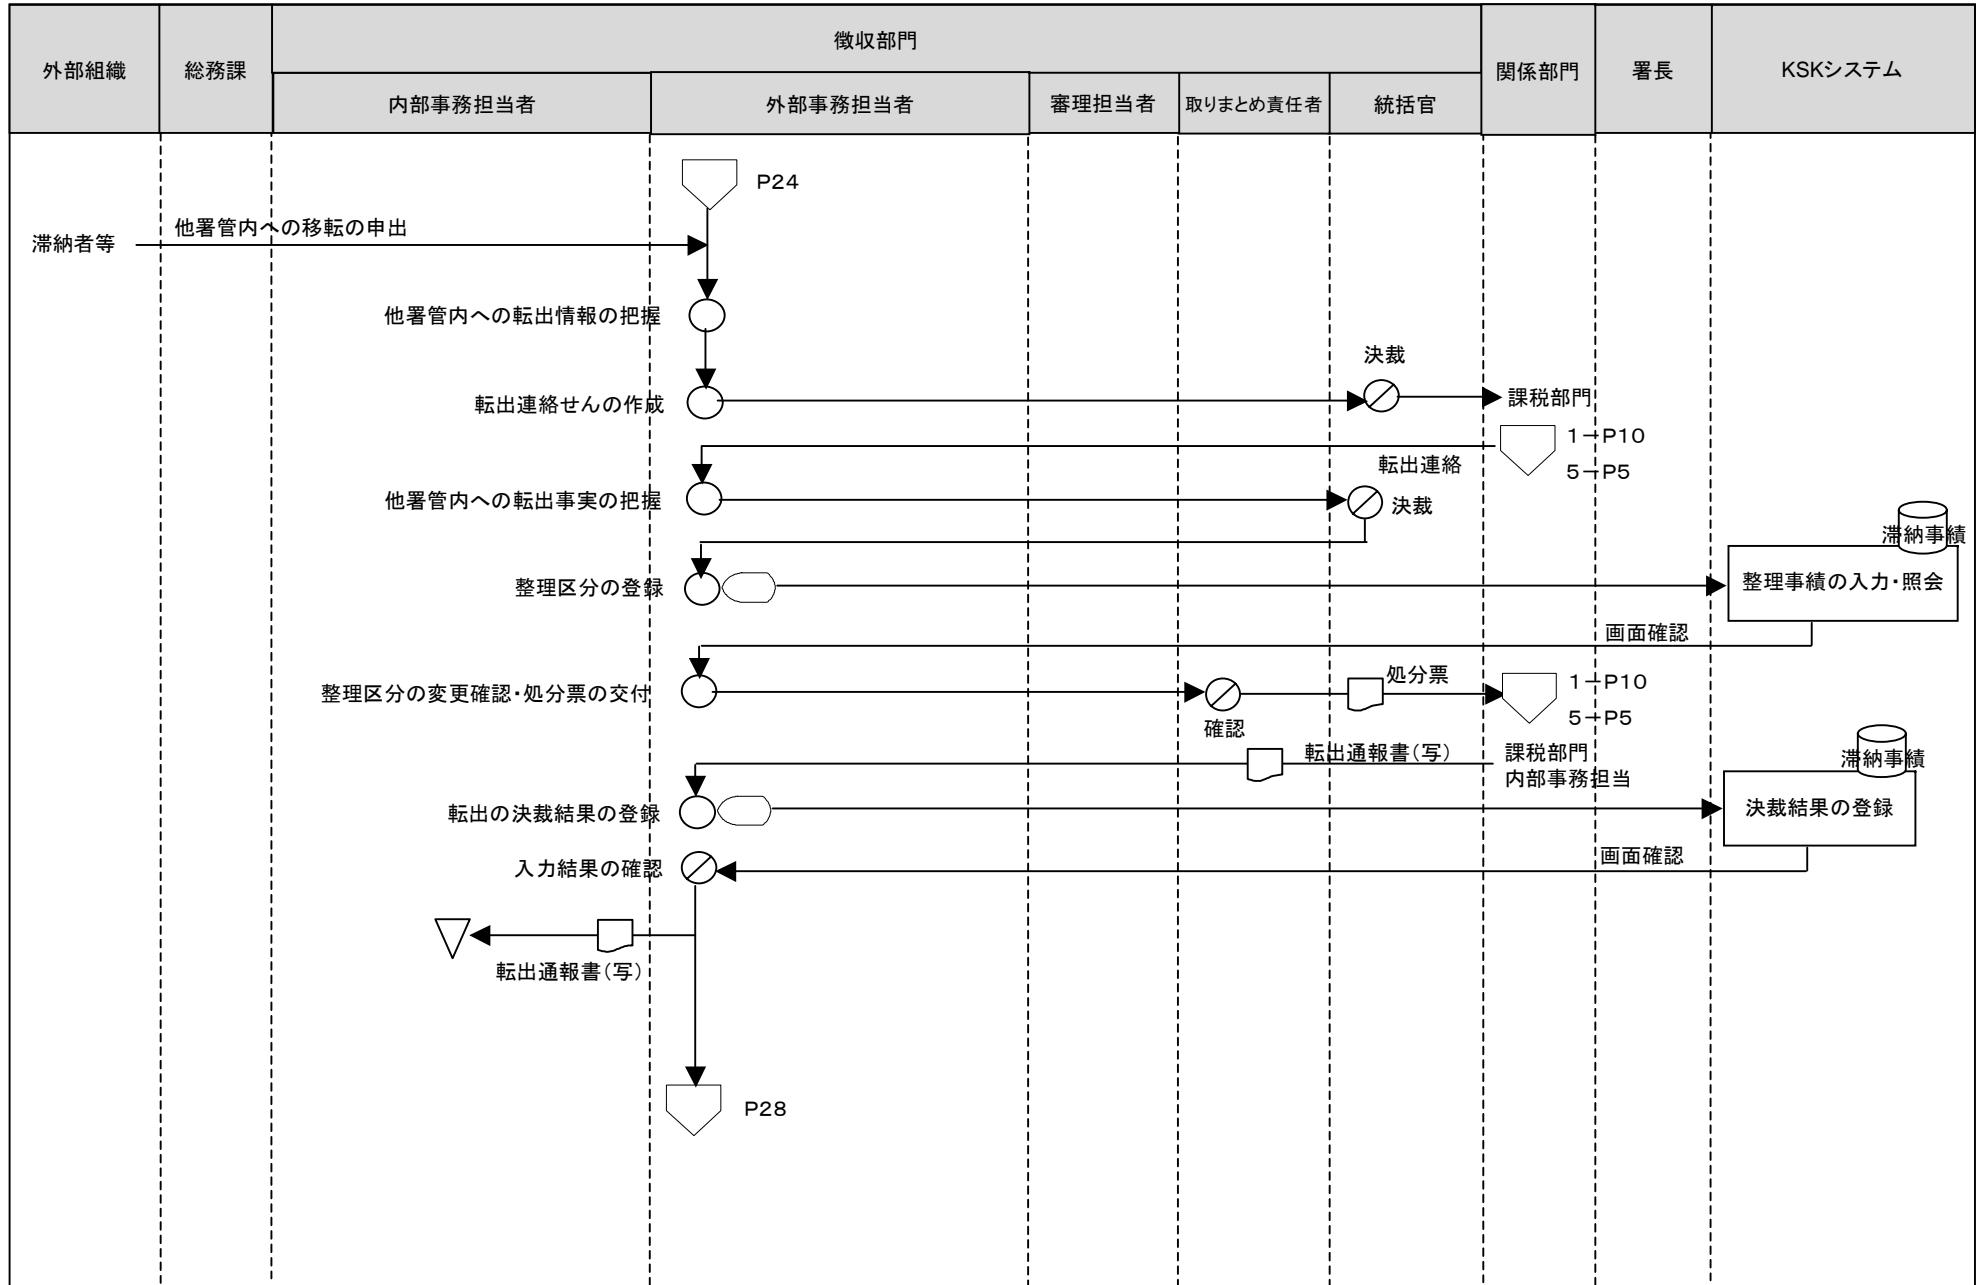 徴収部門
外部組織
総務課
関係部門
署長
KSKシステム
内部事務担当者
外部事務担当者
審理担当者
取りまとめ責任者
統括官
P24
他署管内への移転の申出
滞納者等
他署管内への転出情報の把握
決裁
転出連絡せんの作成
課税部門
1→P10
転出連絡
5→P5
他署管内への転出事実の把握
決裁
滞納事績
整理区分の登録
整理事績の入力・照会
画面確認
処分票
1→P10
整理区分の変更確認・処分票の交付
5→P5
確認
転出通報書(写)
課税部門
内部事務担当
滞納事績
転出の決裁結果の登録
決裁結果の登録
画面確認
入力結果の確認
転出通報書(写)
P28